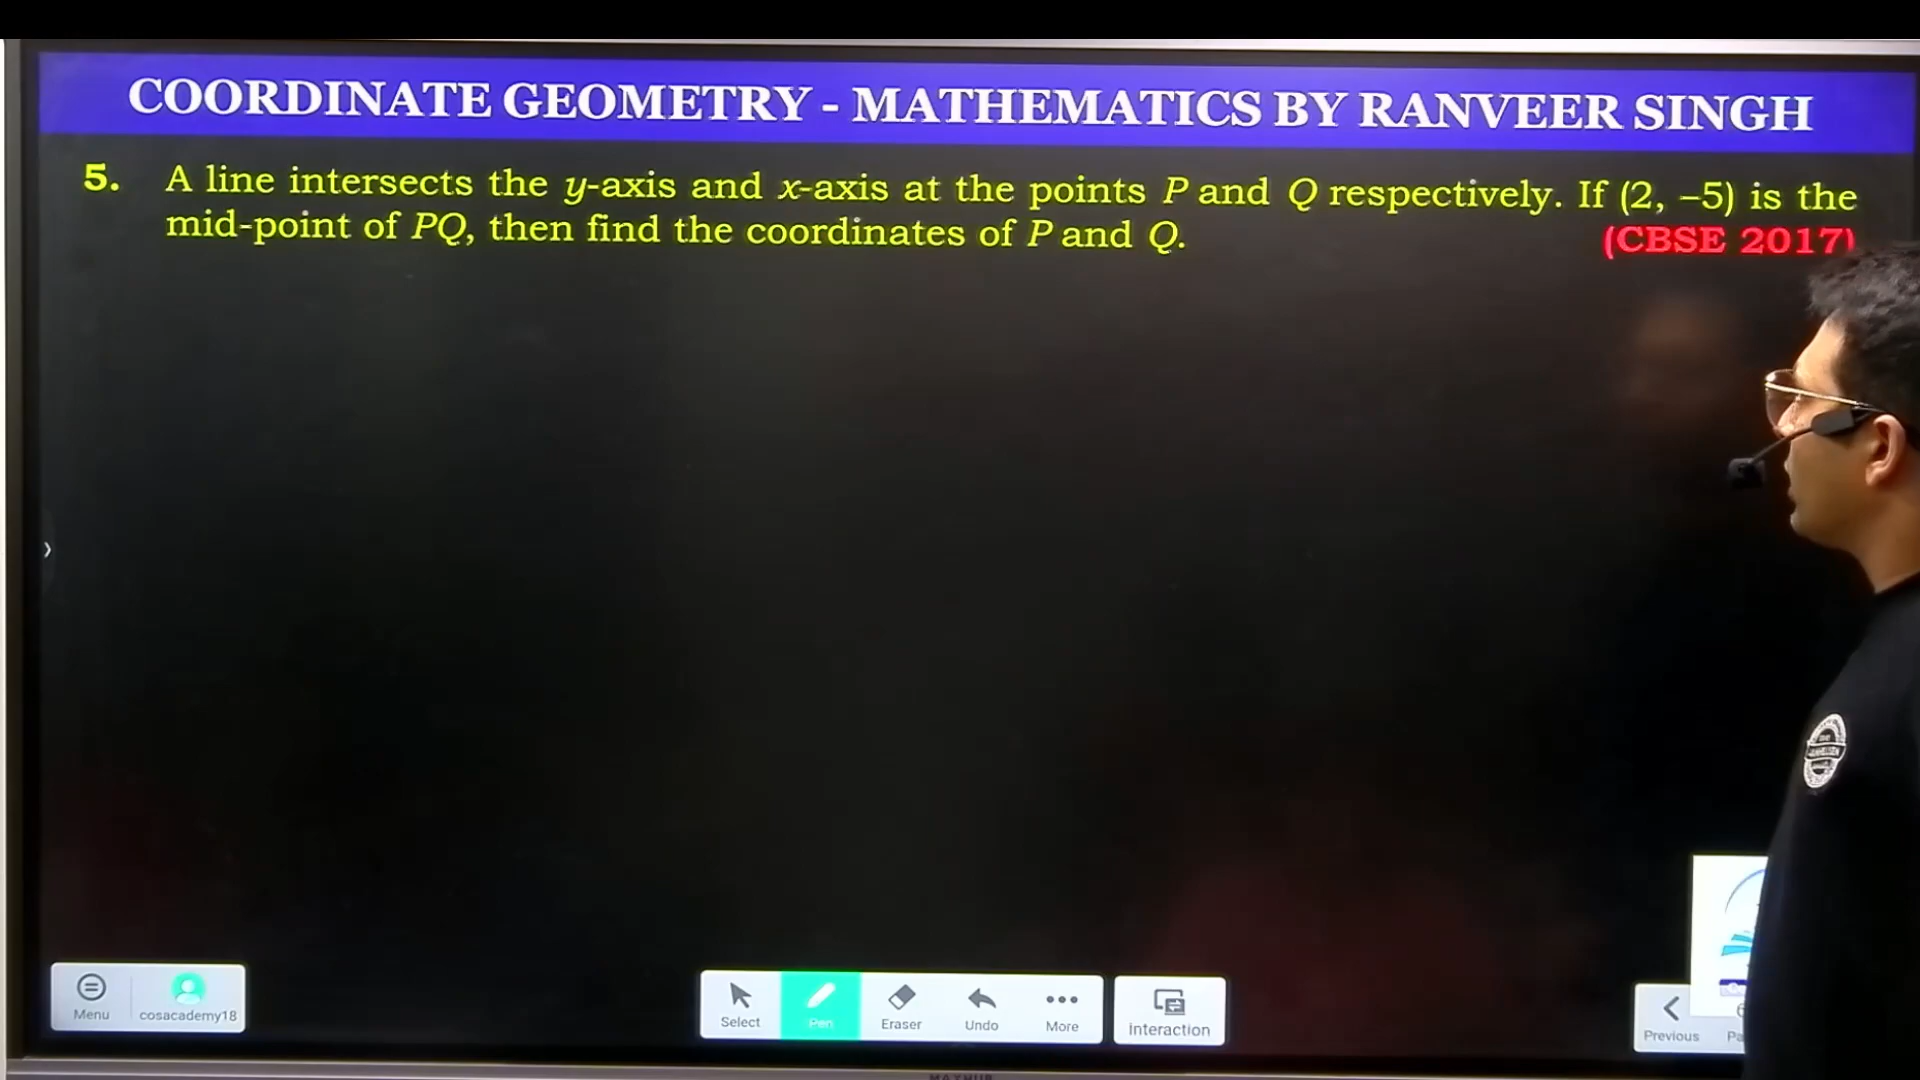 COORDINATE GEOMETRY - MATHEMATICS BY RANVEER SINGH
5. A line intersects the y-axis and x-axis at the points P and Q respectively. If (2, –5) is the
mid-point of PQ, then find the coordinates of P and Q.
(CBSE 2017)
Menu
cosacademy18
Select
Pen
Eraser
Undo
More
Interaction
Previous